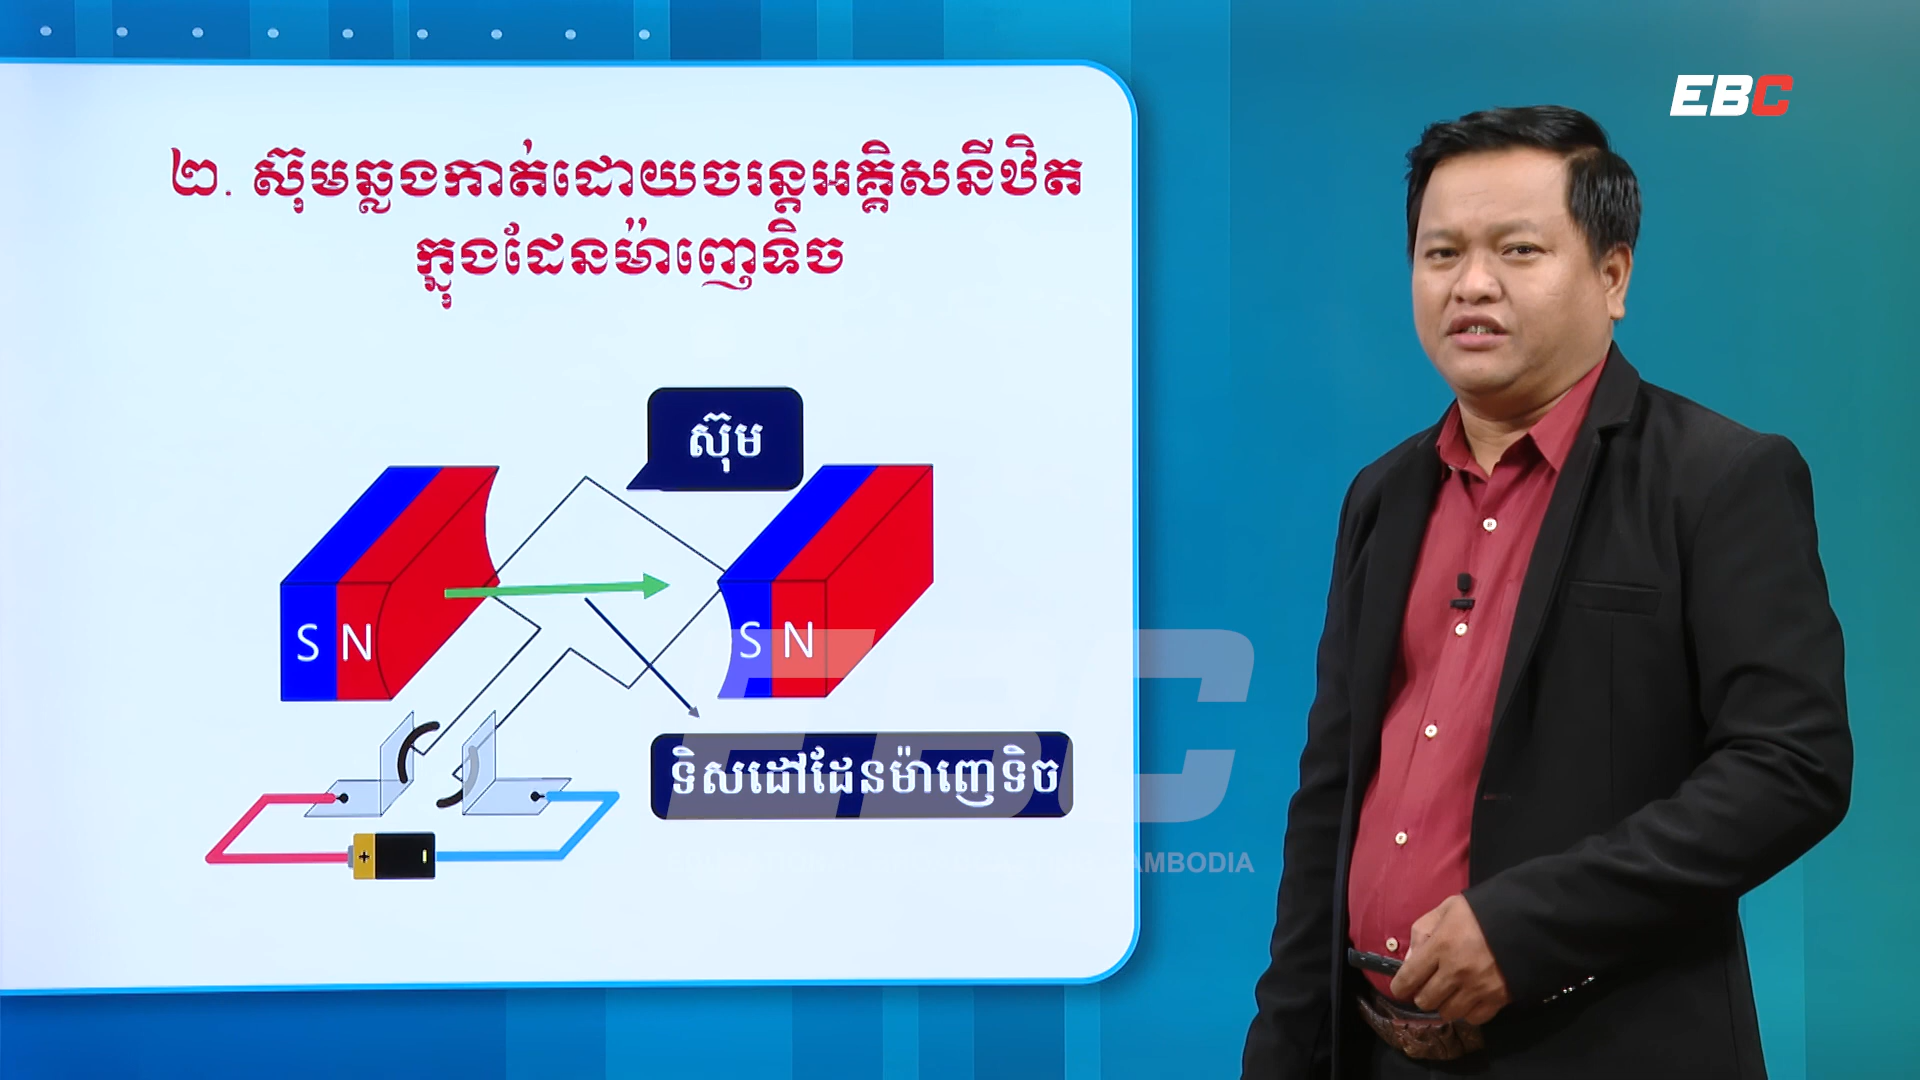 EBC
២. ស៊ុមឆ្លងកាត់ដោយចរន្តអគ្គិសនីឋិត
ក្នុងដែនម៉ាញេទិច
ស៊ុម
S N
S N
ទិសដៅដែនម៉ាញេទិច
+ -
EBC
CAMBODIA